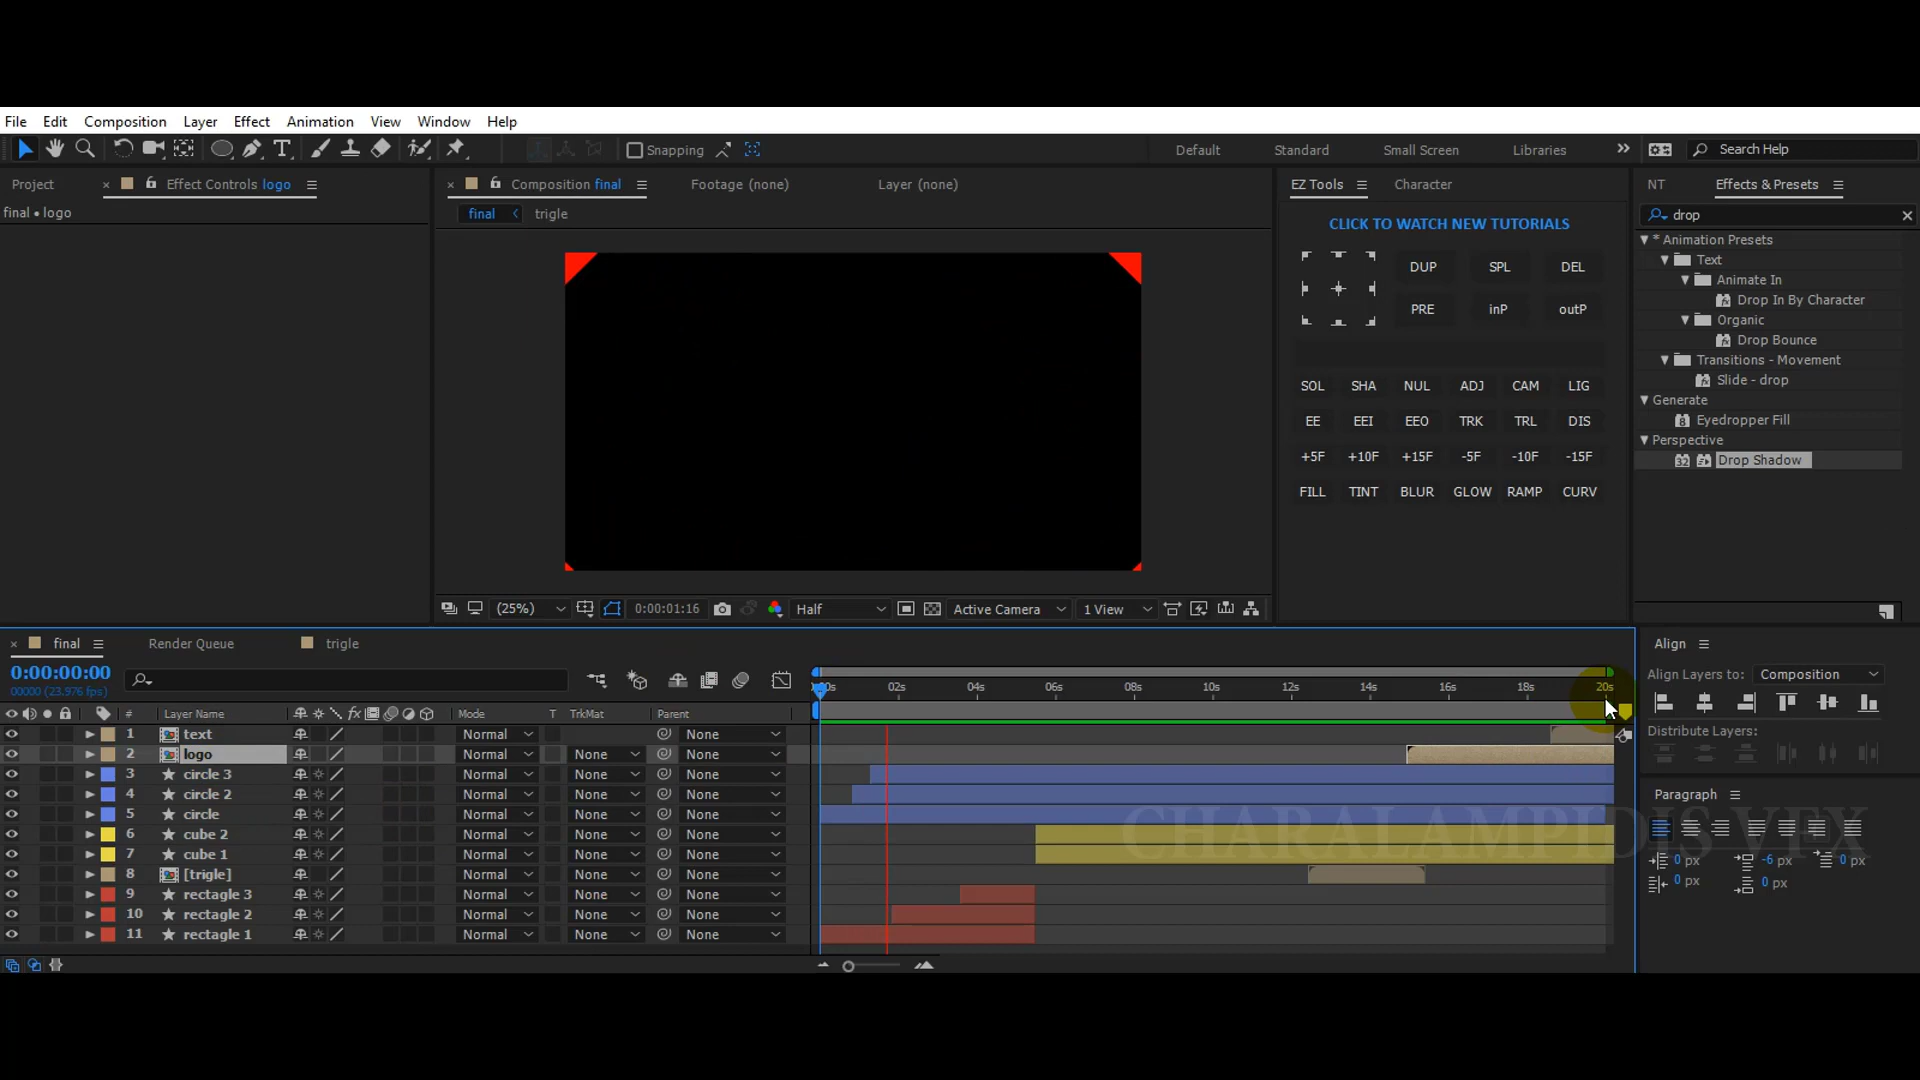 File Edit Composition Layer Effect Animation View Window Help
Snapping Default Standard Small Screen Libraries Search Help
Project Effect Controls logo Composition final Footage (none) Layer (none) EZ Tools Character NT Effects & Presets
final • logo final trigle CLICK TO WATCH NEW TUTORIALS drop
* Animation Presets
Text
Animate In
Drop In By Character
Organic
Drop Bounce
Transitions - Movement
Slide - drop
Generate
Eyedropper Fill
Perspective
Drop Shadow
DUP SPL DEL
PRE inP outP
SOL SHA NUL ADJ CAM LIG
EE EEI EEO TRK TRL DIS
+5F +10F +15F -5F -10F -15F
FILL TINT BLUR GLOW RAMP CURV
(25%) 0:00:01:16 Half Active Camera 1 View
final Render Queue trigle
0:00:00:00
00000 (23.976 fps)
02s 04s 06s 08s 10s 12s 14s 16s 18s 20s
# Layer Name Mode T TrkMat Parent
1 text Normal None
2 logo Normal None None
3 circle 3 Normal None None
4 circle 2 Normal None None
5 circle Normal None None
6 cube 2 Normal None None
7 cube 1 Normal None None
8 [trigle] Normal None None
9 rectagle 3 Normal None None
10 rectagle 2 Normal None None
11 rectagle 1 Normal None None
Align
Align Layers to: Composition
Distribute Layers:
Paragraph
CHARALAMPIDIS VFX
0 px -6 px 0 px
0 px 0 px